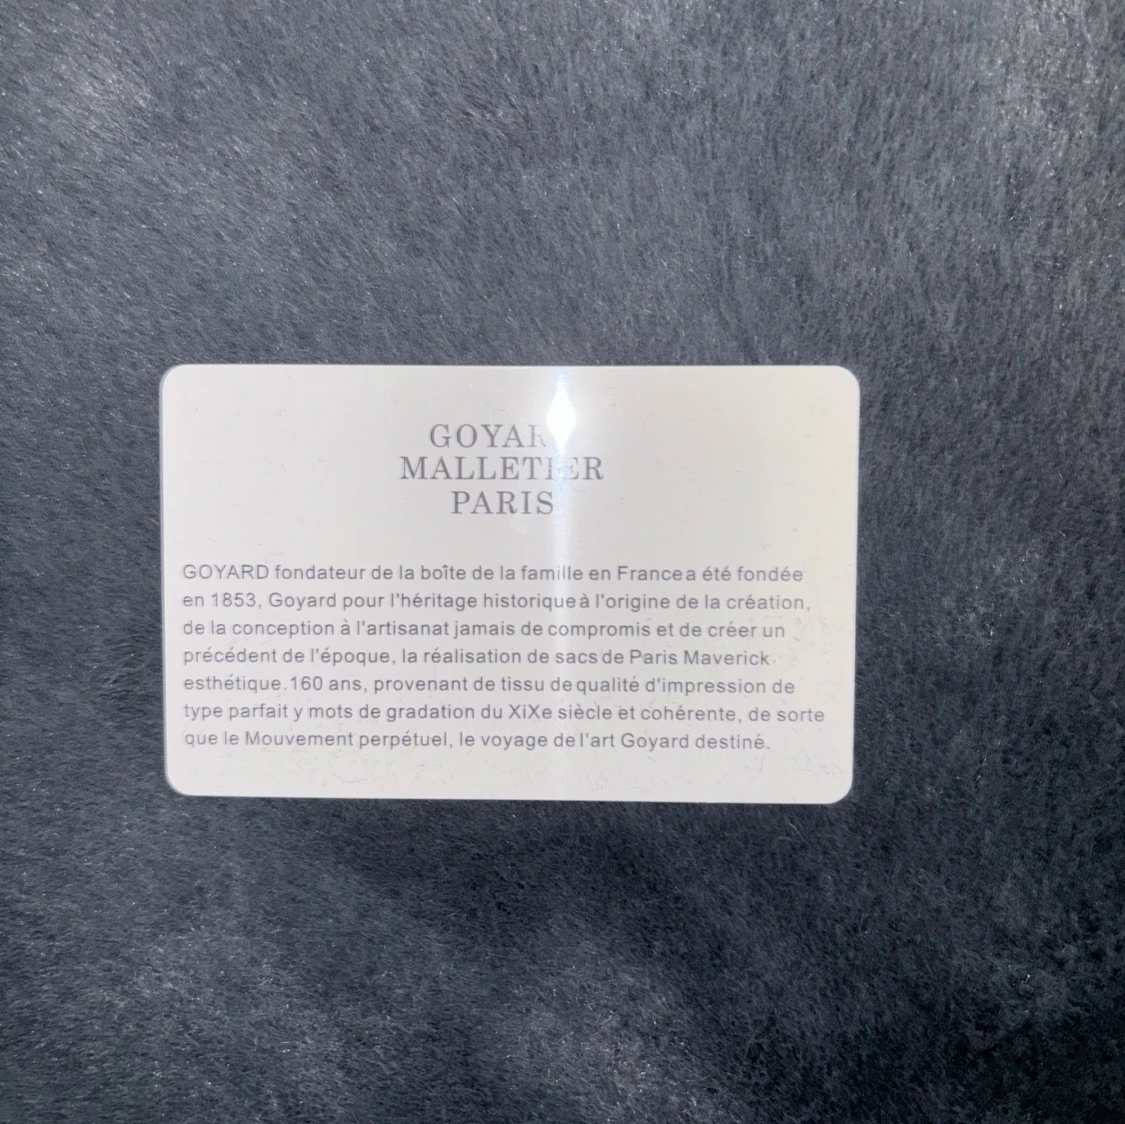 GOYARD
MALLETIER
PARIS
GOYARD fondateur de la boîte de la famille en France a été fondée
en 1853, Goyard pour l'héritage historique à l'origine de la création,
de la conception à l'artisanat jamais de compromis et de créer un
précédent de l'époque, la réalisation de sacs de Paris Maverick
esthétique.160 ans, provenant de tissu de qualité d'impression de
type parfait y mots de gradation du XiXe siècle et cohérente, de sorte
que le Mouvement perpétuel, le voyage de l'art Goyard destiné.